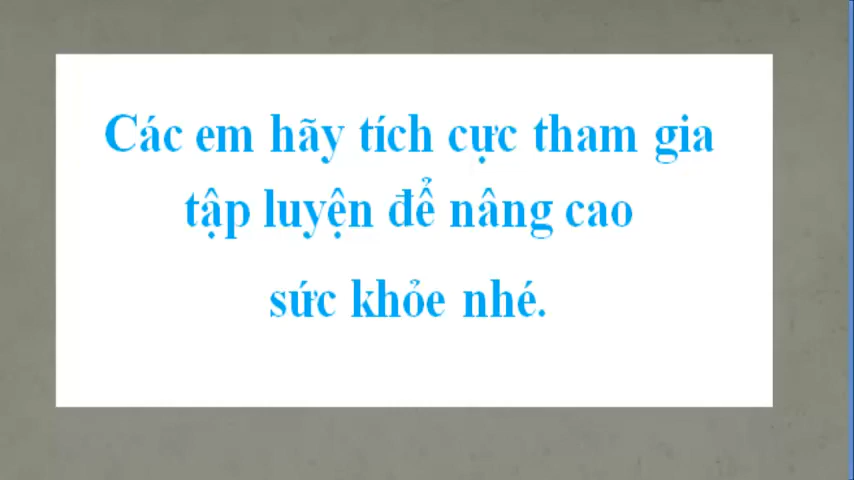 Các em hãy tích cực tham gia
tập luyện để nâng cao
sức khỏe nhé.